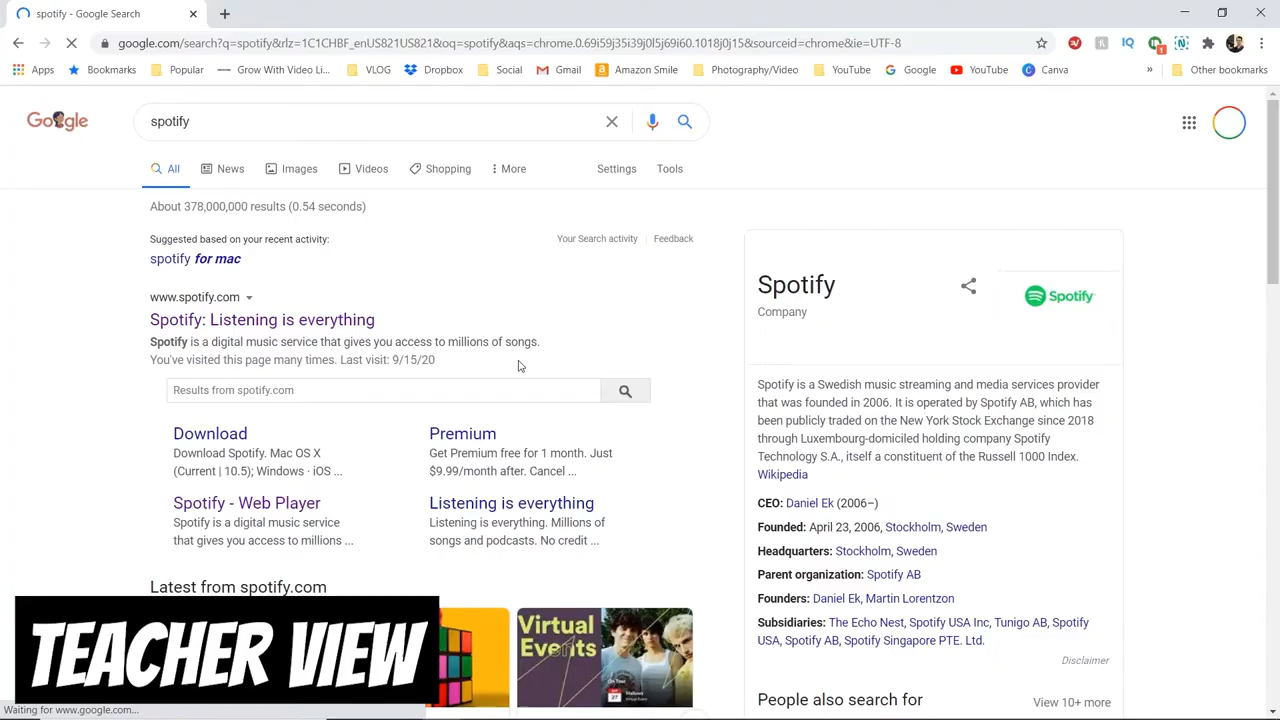 spotify - Google Search
google.com/search?q=spotify&rlz=1C1CHBF_enUS821US821&oq=spotify&aqs=chrome.0.69i59j35i39j0l5j69i60.1018j0j15&sourceid=chrome&ie=UTF-8
Apps Bookmarks Popular Grow With Video Li... VLOG Dropbox Social Gmail Amazon Smile Photography/Video YouTube Google YouTube Canva » Other bookmarks
Google
spotify
All News Images Videos Shopping More Settings Tools
About 378,000,000 results (0.54 seconds)
Suggested based on your recent activity: Your Search activity Feedback
spotify for mac
www.spotify.com
Spotify: Listening is everything
Spotify is a digital music service that gives you access to millions of songs.
You've visited this page many times. Last visit: 9/15/20
Results from spotify.com
Download
Download Spotify. Mac OS X
(Current | 10.5); Windows · iOS ...
Premium
Get Premium free for 1 month. Just
$9.99/month after. Cancel ...
Spotify - Web Player
Spotify is a digital music service
that gives you access to millions ...
Listening is everything
Listening is everything. Millions of
songs and podcasts. No credit ...
Latest from spotify.com
Virtual
Events
TEACHER VIEW
Waiting for www.google.com...
Spotify
Company
Spotify
Spotify is a Swedish music streaming and media services provider
that was founded in 2006. It is operated by Spotify AB, which has
been publicly traded on the New York Stock Exchange since 2018
through Luxembourg-domiciled holding company Spotify
Technology S.A., itself a constituent of the Russell 1000 Index.
Wikipedia
CEO: Daniel Ek (2006–)
Founded: April 23, 2006, Stockholm, Sweden
Headquarters: Stockholm, Sweden
Parent organization: Spotify AB
Founders: Daniel Ek, Martin Lorentzon
Subsidiaries: The Echo Nest, Spotify USA Inc, Tunigo AB, Spotify
USA, Spotify AB, Spotify Singapore PTE. Ltd.
Disclaimer
People also search for View 10+ more